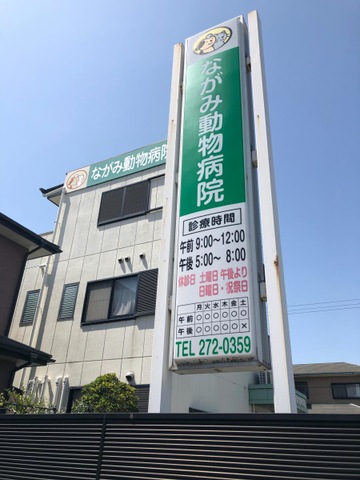 ながみ動物病院
ながみ動物病院
診療時間
午前 9:00〜12:00
午後 5:00〜 8:00
休診日 土曜日 午後より
日曜日・祝祭日
月火水木金土
午前 ○○○○○○
午後 ○○○○○×
TEL 272-0359